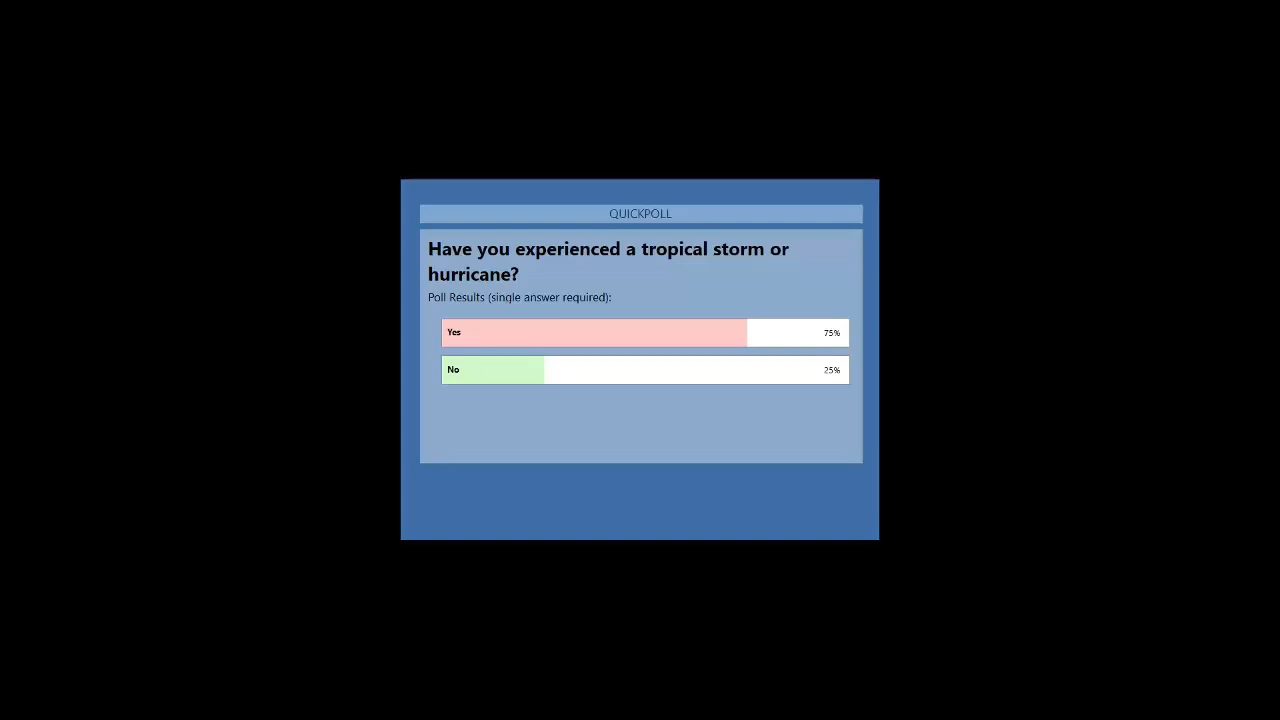 QUICKPOLL
Have you experienced a tropical storm or
hurricane?
Poll Results (single answer required):
Yes 75%
No 25%